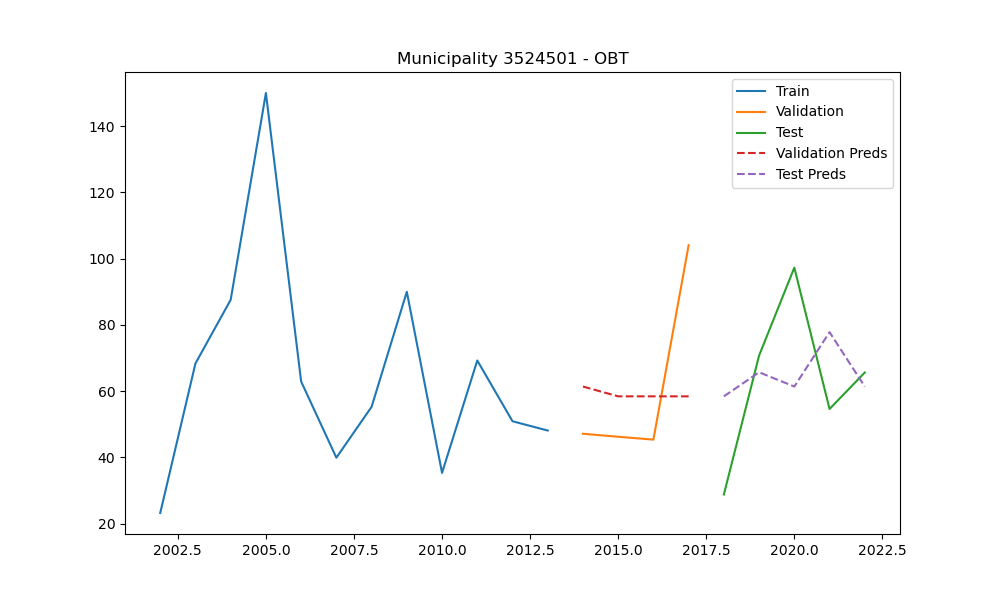 Municipality 3524501 - OBT
Train
Validation
Test
Validation Preds
Test Preds
140
120
100
80
60
40
20
2002.5 2005.0 2007.5 2010.0 2012.5 2015.0 2017.5 2020.0 2022.5